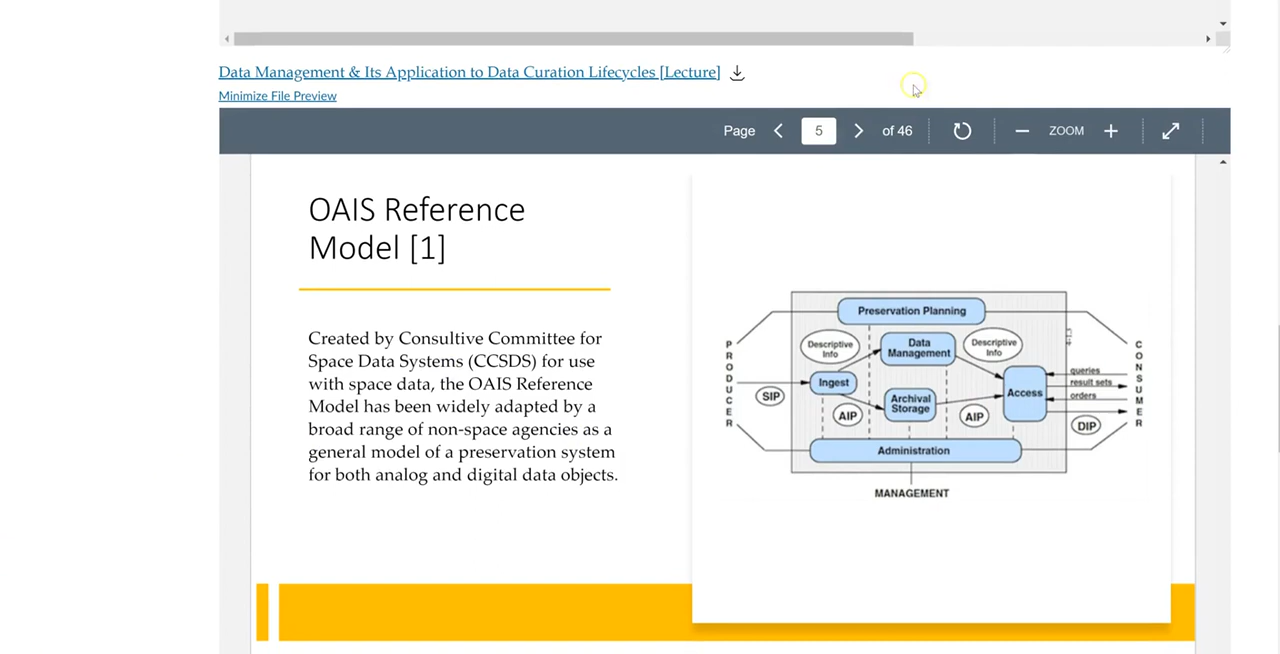 Data Management & Its Application to Data Curation Lifecycles [Lecture]
Minimize File Preview
Page 5 of 46 ZOOM
OAIS Reference
Model [1]
Created by Consultive Committee for
Space Data Systems (CCSDS) for use
with space data, the OAIS Reference
Model has been widely adapted by a
broad range of non-space agencies as a
general model of a preservation system
for both analog and digital data objects.
Preservation Planning
PRODUCER
Descriptive
Info
Data
Management
Descriptive
Info
CONSUMER
Ingest
SIP
AIP
Archival
Storage
AIP
Access
queries
result sets
orders
DIP
Administration
MANAGEMENT